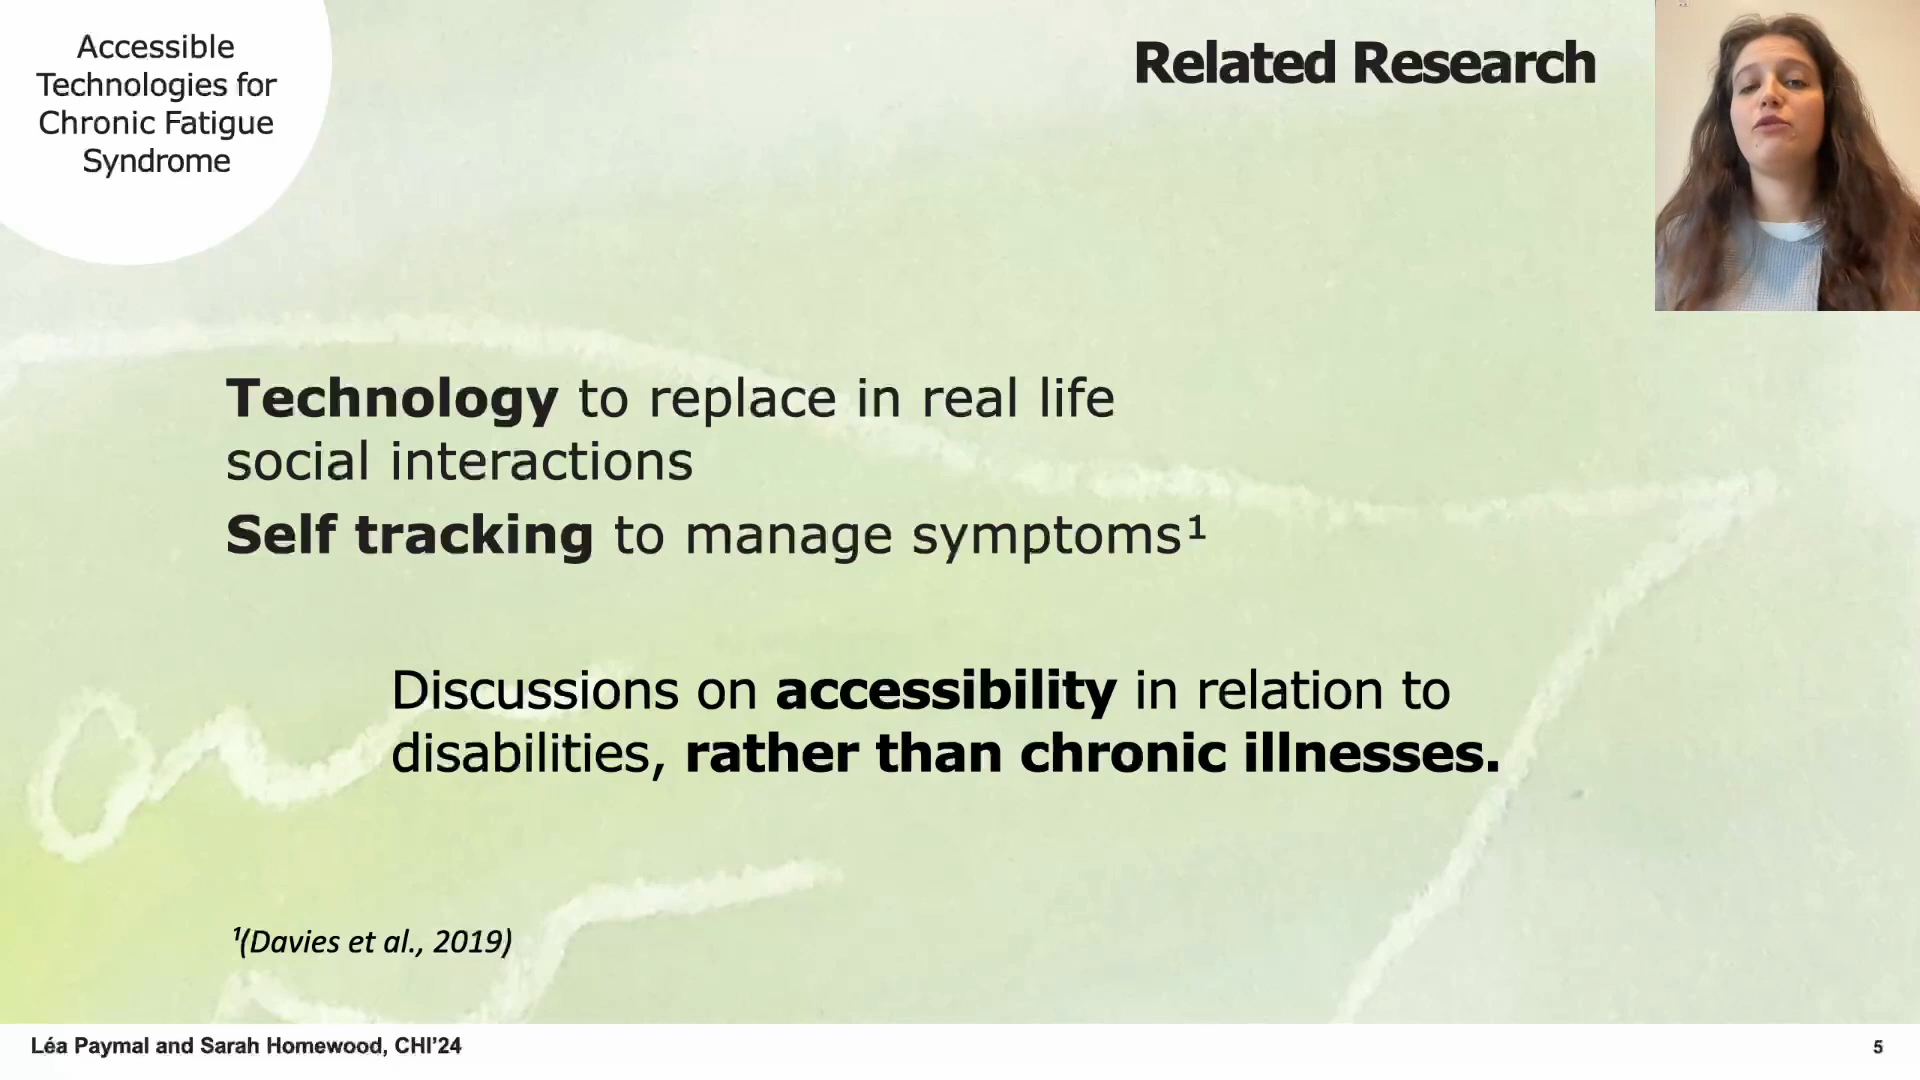 Accessible
Technologies for
Chronic Fatigue
Syndrome
Related Research
Technology to replace in real life
social interactions
Self tracking to manage symptoms¹
Discussions on accessibility in relation to
disabilities, rather than chronic illnesses.
¹(Davies et al., 2019)
Léa Paymal and Sarah Homewood, CHI'24
5